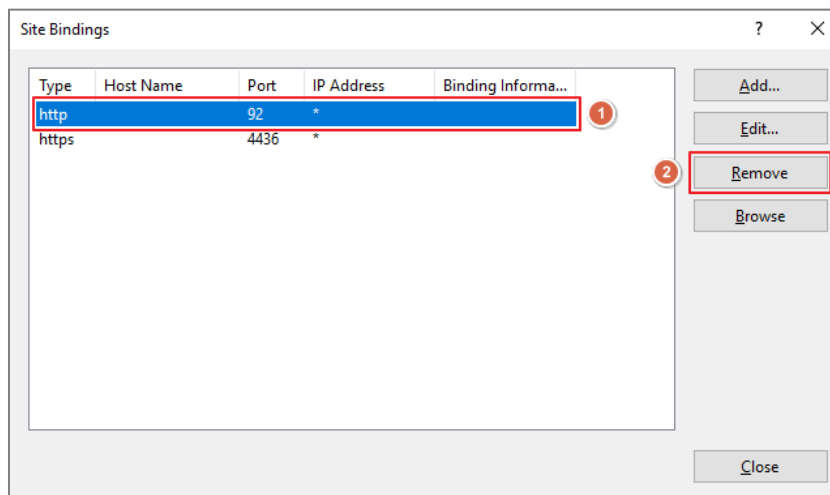 Site Bindings ?
Type Host Name Port IP Address Binding Informa... Add...
http 92 * 1
https 4436 * Edit...
2 Remove
Browse
Close